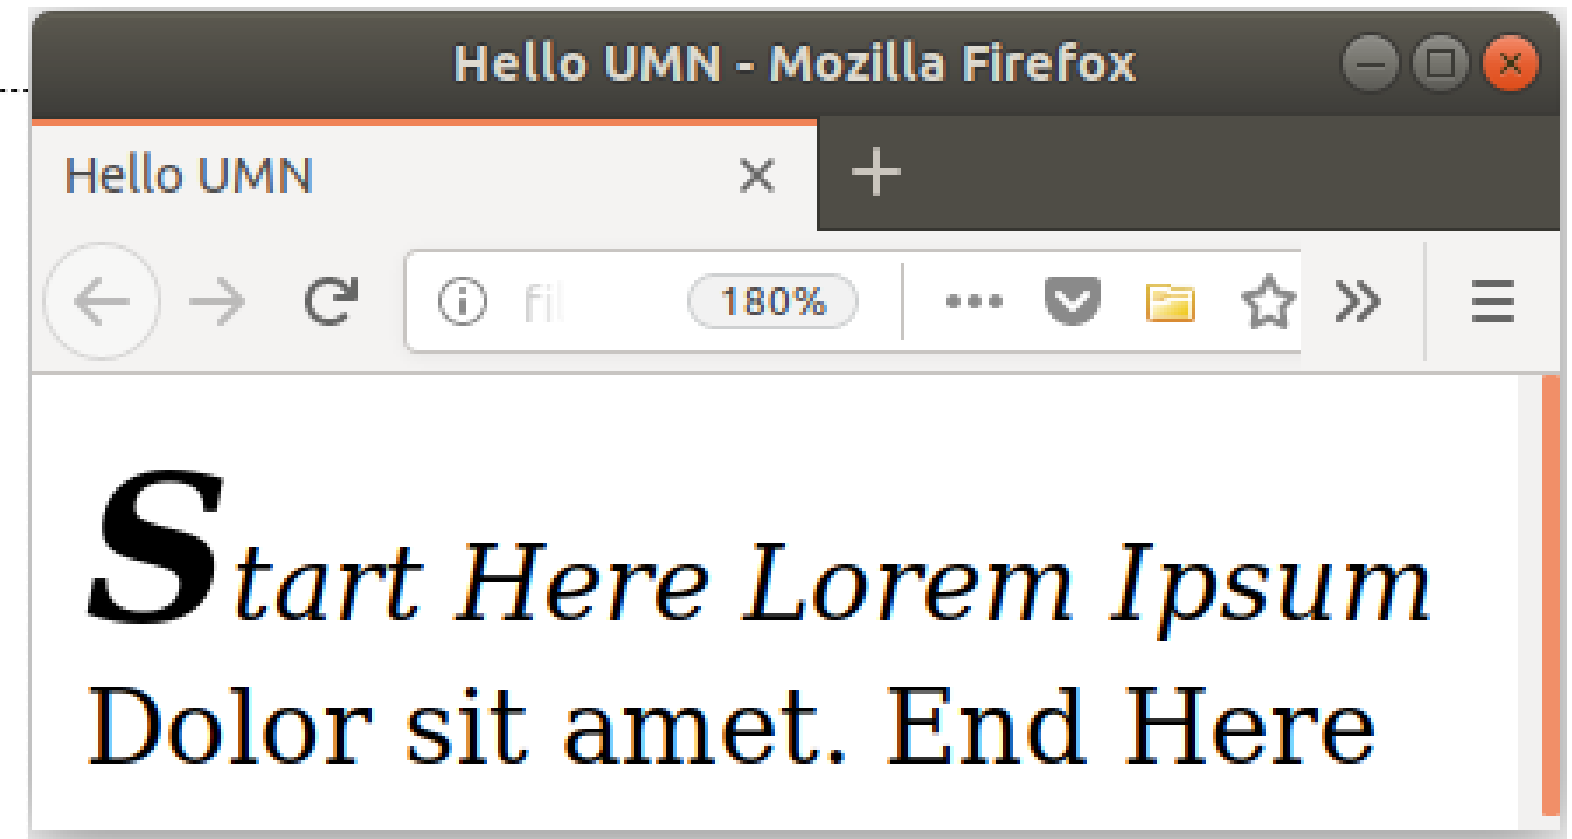 Hello UMN - Mozilla Firefox
Hello UMN
fil
180%
Start Here Lorem Ipsum
Dolor sit amet. End Here